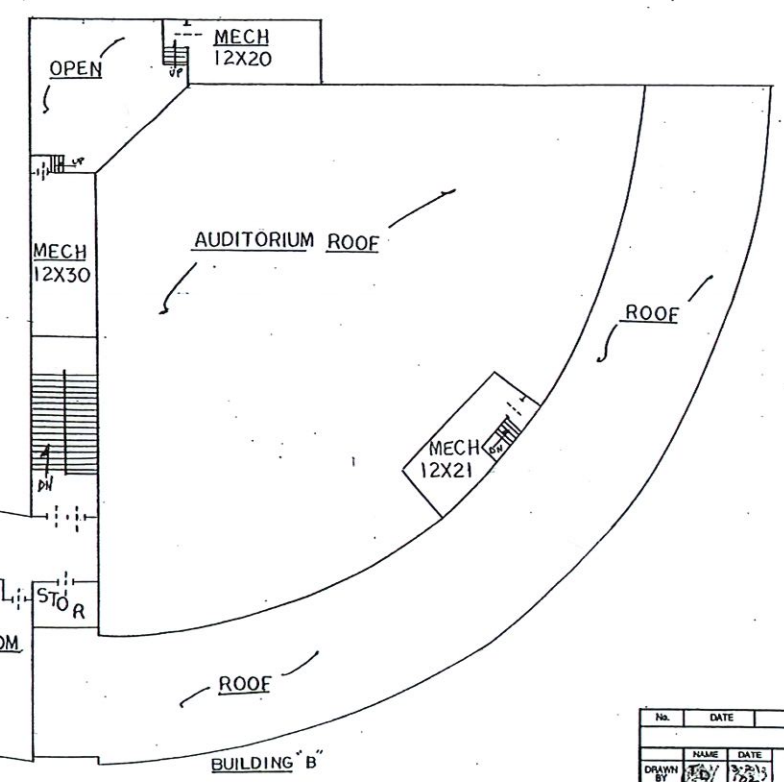 MECH
12X20
UP
OPEN
UP
MECH
12X30
AUDITORIUM ROOF
ROOF
MECH
12X21
DN
DN
STOR
OM
ROOF
BUILDING "B"
No. DATE
NAME DATE
DRAWN
BY